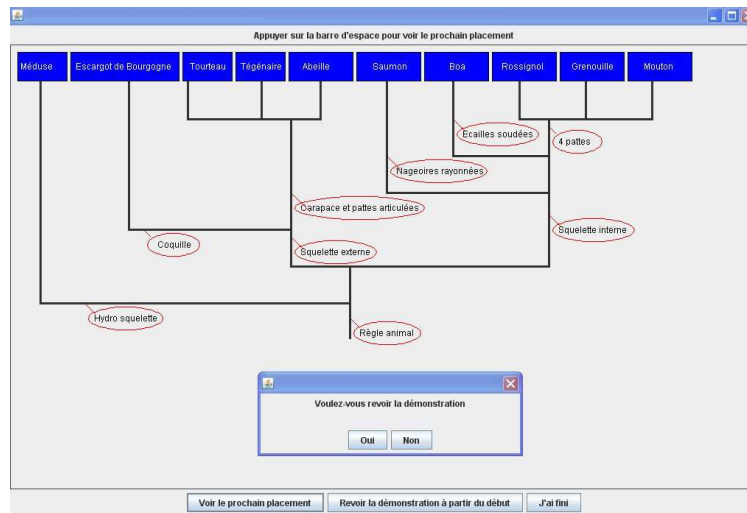 Appuyer sur la barre d'espace pour voir le prochain placement
Méduse Escargot de Bourgogne Tourteau Tégénaire Abeille Saumon Boa Rossignol Grenouille Mouton
Ecailles soudées
4 pattes
Nageoires rayonnées
Carapace et pattes articulées
Squelette interne
Coquille
Squelette externe
Hydro squelette
Règle animal
Voulez-vous revoir la démonstration
Oui Non
Voir le prochain placement Revoir la démonstration à partir du début J'ai fini